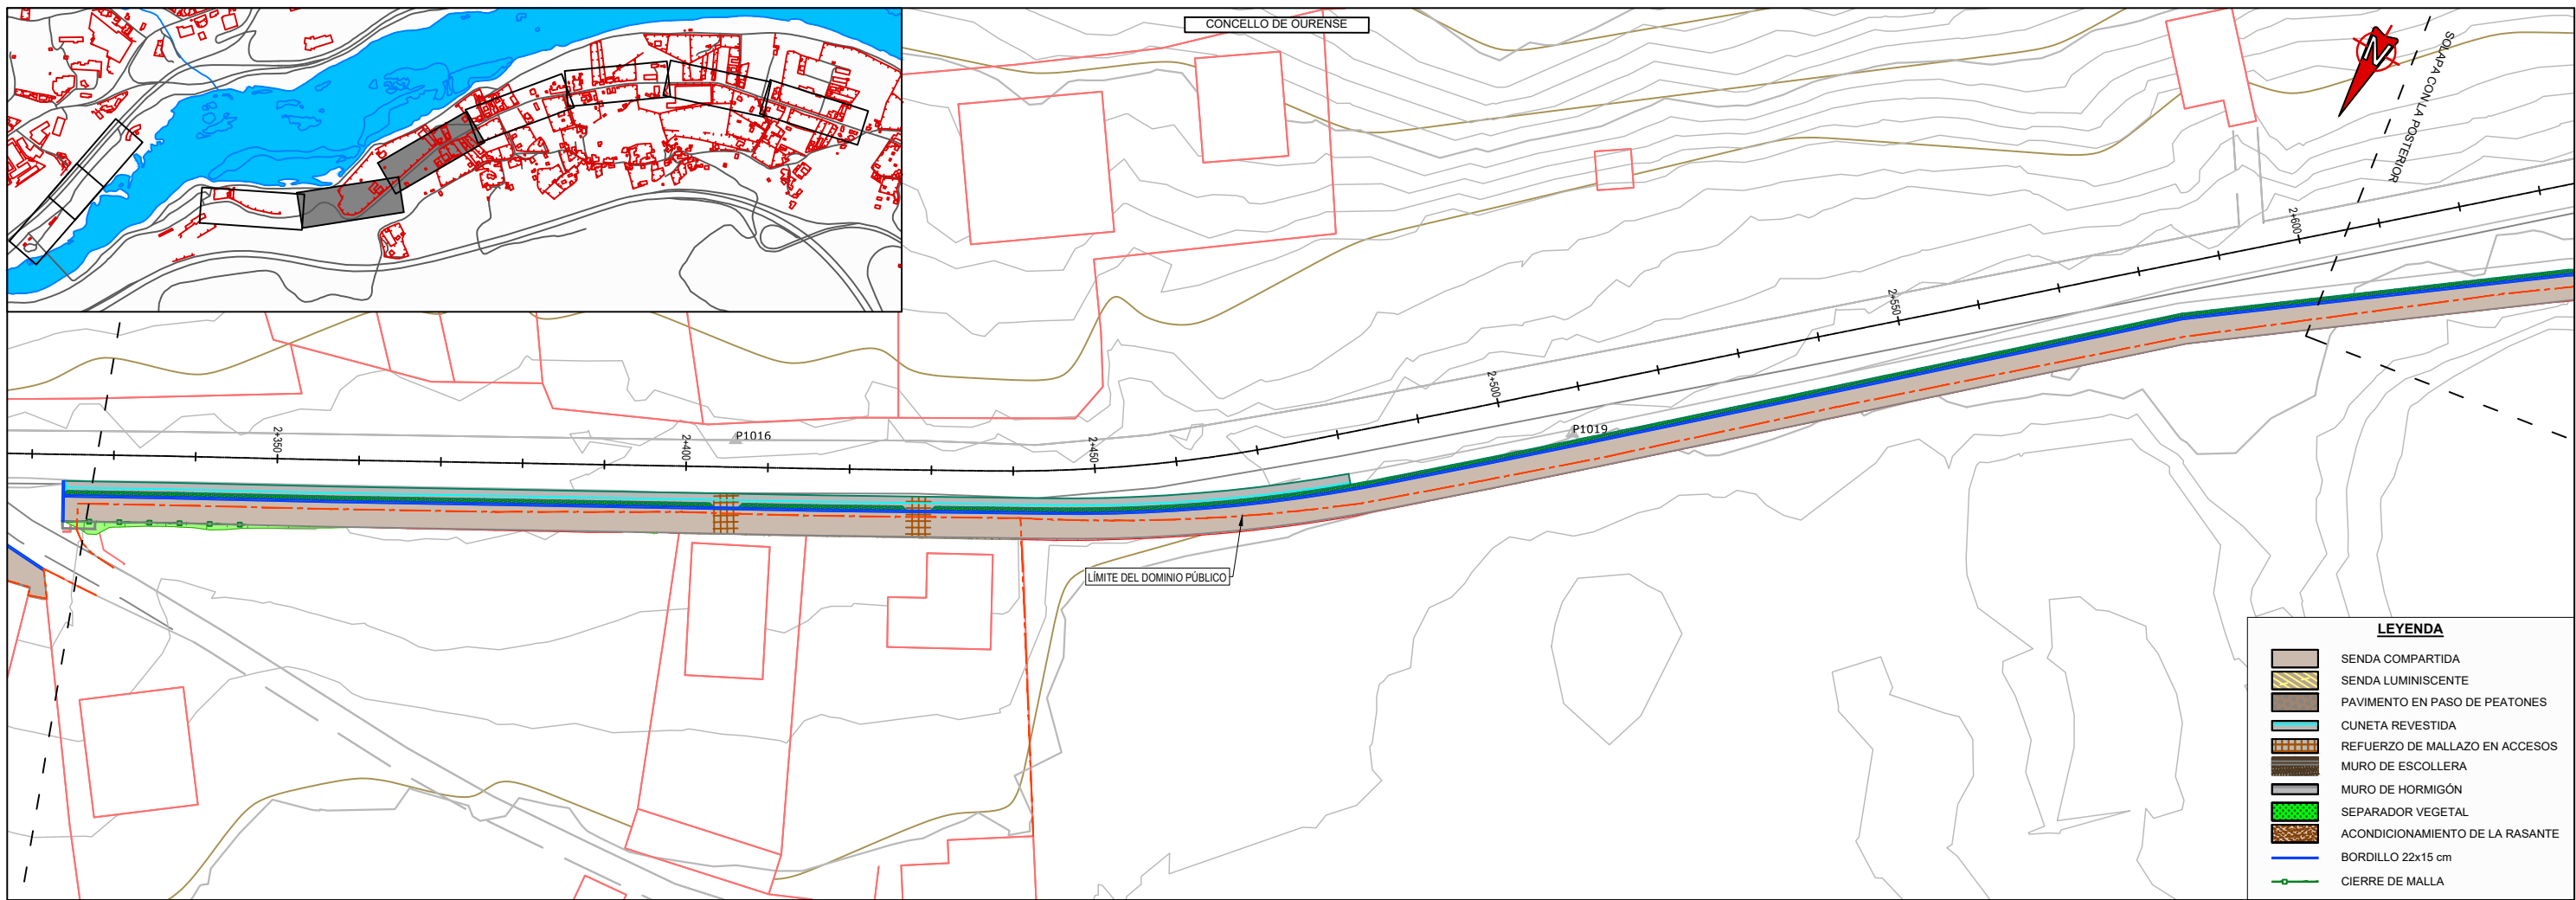 CONCELLO DE OURENSE
N
SOLAPA CON LA POSTERIOR
2+600
2+550
2+500
2+450
2+400
2+350
P1016
P1019
LÍMITE DEL DOMINIO PÚBLICO
LEYENDA
SENDA COMPARTIDA
SENDA LUMINISCENTE
PAVIMENTO EN PASO DE PEATONES
CUNETA REVESTIDA
REFUERZO DE MALLAZO EN ACCESOS
MURO DE ESCOLLERA
MURO DE HORMIGÓN
SEPARADOR VEGETAL
ACONDICIONAMIENTO DE LA RASANTE
BORDILLO 22x15 cm
CIERRE DE MALLA